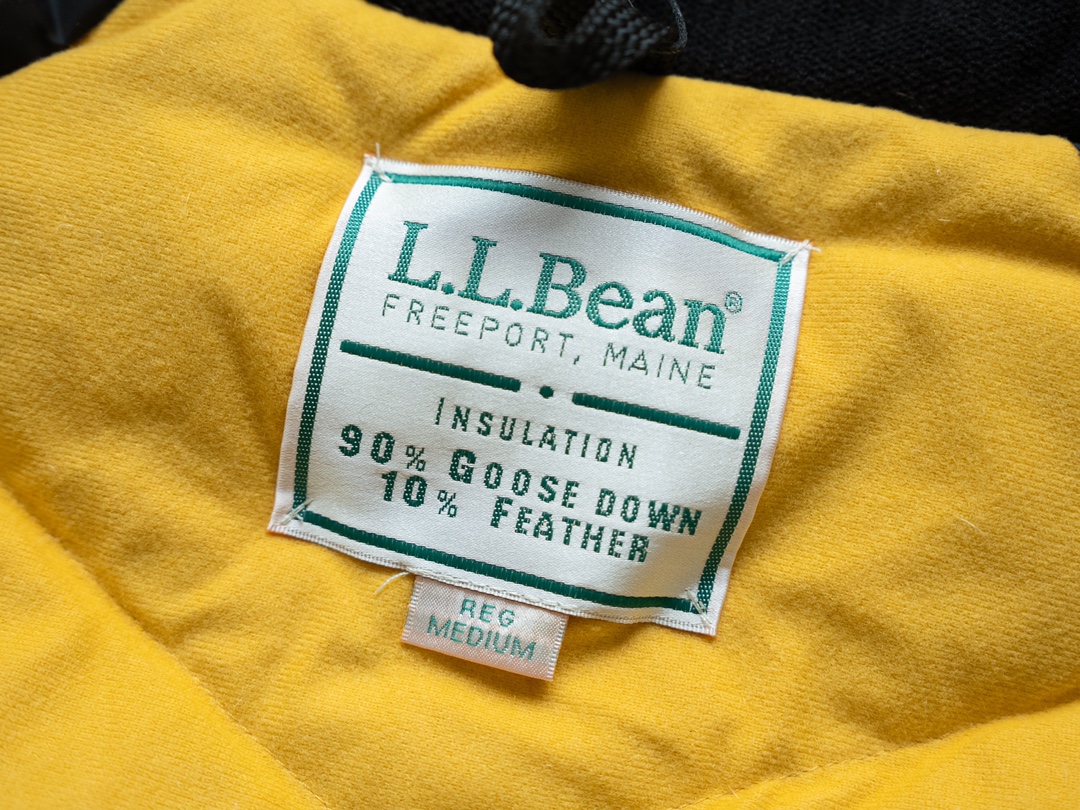 L.L.Bean®
FREEPORT, MAINE
INSULATION
90% GOOSE DOWN
10% FEATHER
REG
MEDIUM